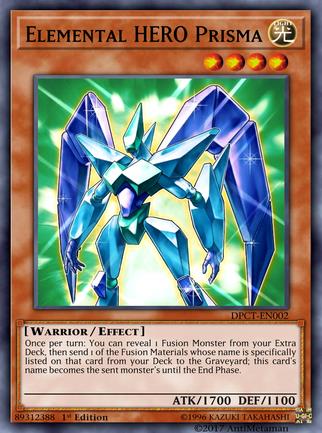 ELEMENTAL HERO PRISMA
LIGHT
光
DPCT-EN002
[WARRIOR / EFFECT]
Once per turn: You can reveal 1 Fusion Monster from your Extra
Deck, then send 1 of the Fusion Materials whose name is specifically
listed on that card from your Deck to the Graveyard; this card's
name becomes the sent monster's until the End Phase.
ATK/1700 DEF/1100
89312388 1st Edition ©1996 KAZUKI TAKAHASHI
©2017 AntiMetaman